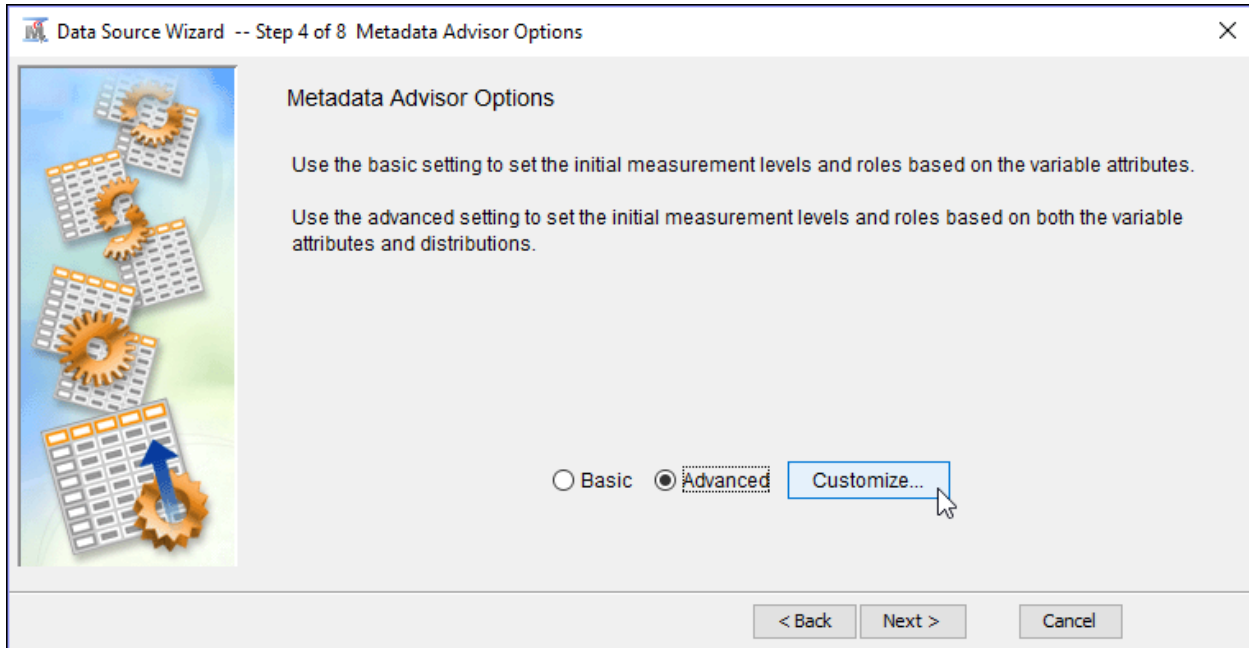 Data Source Wizard -- Step 4 of 8 Metadata Advisor Options
Metadata Advisor Options
Use the basic setting to set the initial measurement levels and roles based on the variable attributes.
Use the advanced setting to set the initial measurement levels and roles based on both the variable
attributes and distributions.
Basic Advanced Customize...
< Back Next > Cancel